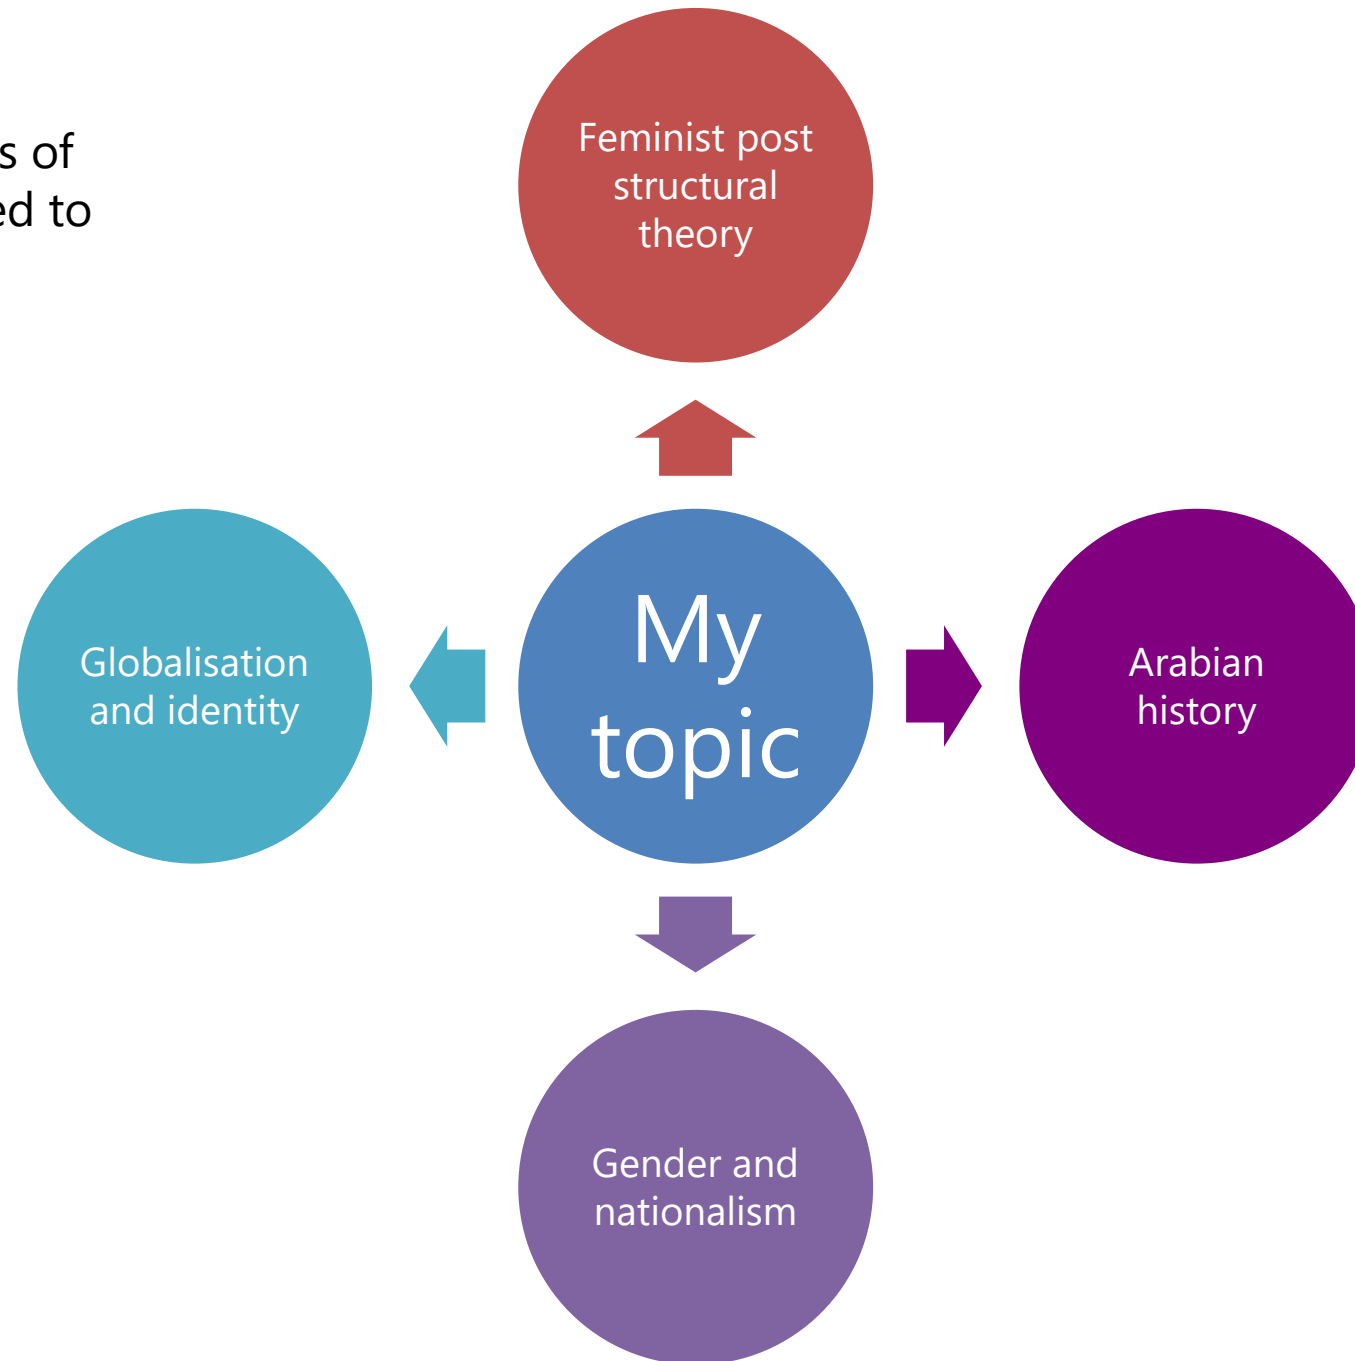 s of
ed to
Feminist post
structural
theory
Globalisation
and identity
My
topic
Arabian
history
Gender and
nationalism